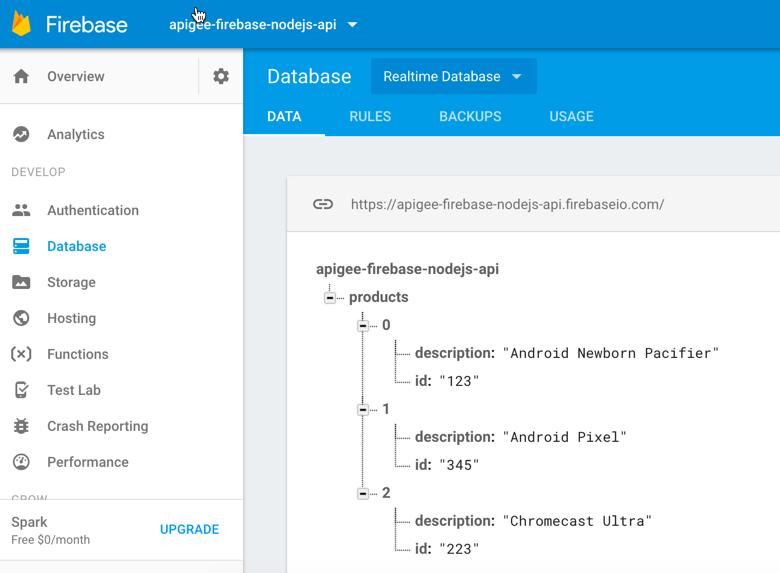 Firebase
apigee-firebase-nodejs-api
Overview
Database
Realtime Database
DATA
RULES
BACKUPS
USAGE
Analytics
DEVELOP
Authentication
Database
Storage
Hosting
Functions
Test Lab
Crash Reporting
Performance
GROW
Spark
Free $0/month
UPGRADE
https://apigee-firebase-nodejs-api.firebaseio.com/
apigee-firebase-nodejs-api
products
0
description: "Android Newborn Pacifier"
id: "123"
1
description: "Android Pixel"
id: "345"
2
description: "Chromecast Ultra"
id: "223"